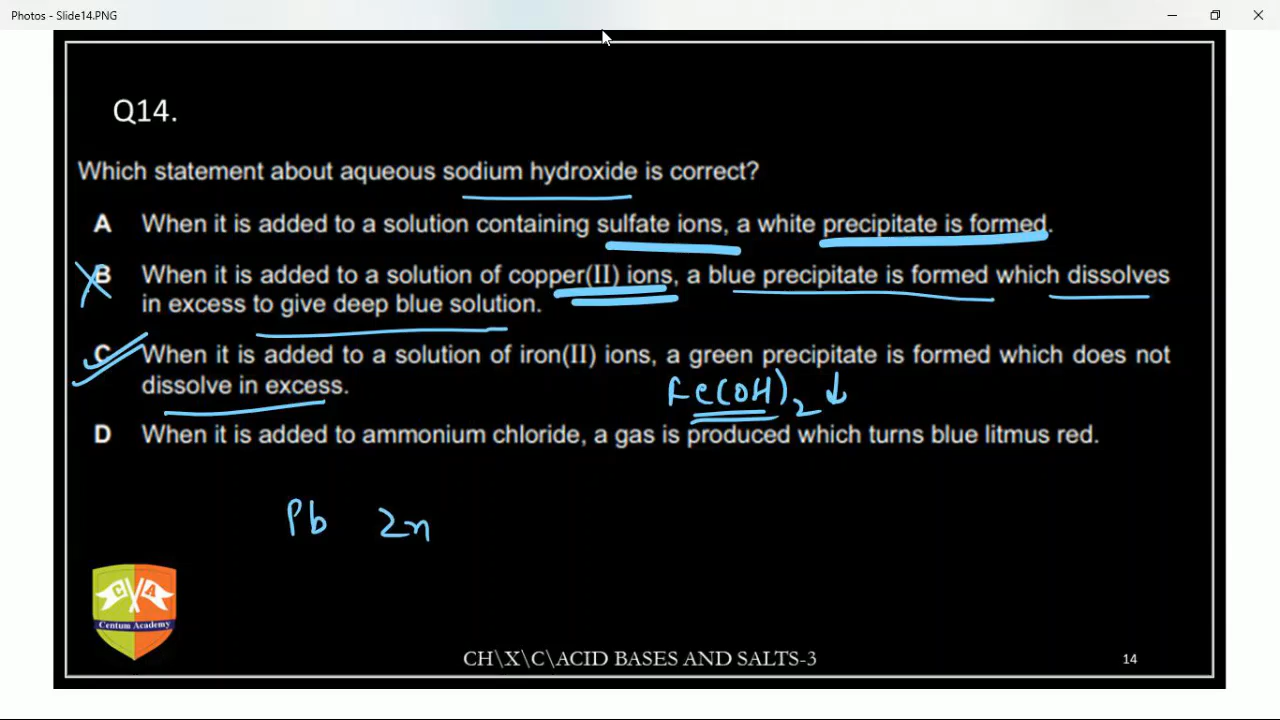 Photos - Slide14.PNG
Q14.
Which statement about aqueous sodium hydroxide is correct?
A When it is added to a solution containing sulfate ions, a white precipitate is formed.
B When it is added to a solution of copper(II) ions, a blue precipitate is formed which dissolves
in excess to give deep blue solution.
C When it is added to a solution of iron(II) ions, a green precipitate is formed which does not
dissolve in excess.
Fe(OH)2 ↓
D When it is added to ammonium chloride, a gas is produced which turns blue litmus red.
Pb Zn
C A
Centum Academy
CH\X\C\ACID BASES AND SALTS-3
14